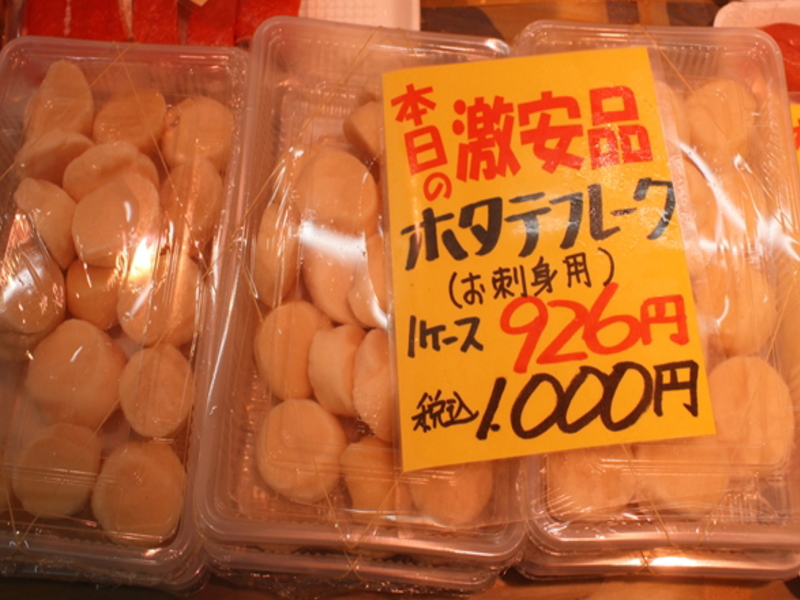 本日の激安品
ホタテフレーク
(お刺身用)
1ケース 926円
税込 1.000円